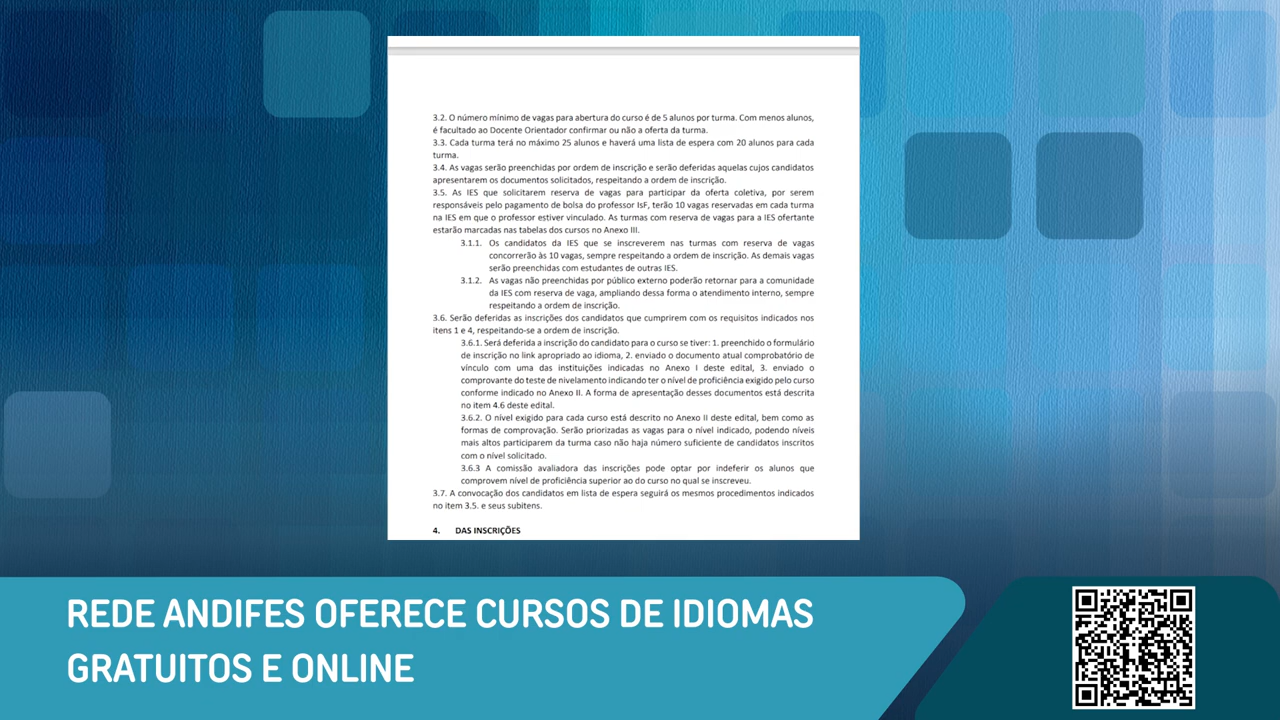 3.2. O número mínimo de vagas para abertura do curso é de 5 alunos por turma. Com menos alunos,
é facultado ao Docente Orientador confirmar ou não a oferta da turma.
3.3. Cada turma terá no máximo 25 alunos e haverá uma lista de espera com 20 alunos para cada
turma.
3.4. As vagas serão preenchidas por ordem de inscrição e serão deferidas aquelas cujos candidatos
apresentarem os documentos solicitados, respeitando a ordem de inscrição.
3.5. As IES que solicitarem reserva de vagas para participar da oferta coletiva, por serem
responsáveis pelo pagamento de bolsa do professor IsF, terão 10 vagas reservadas em cada turma
na IES em que o professor estiver vinculado. As turmas com reserva de vagas para a IES ofertante
estarão marcadas nas tabelas dos cursos no Anexo III.
3.1.1. Os candidatos da IES que se inscreverem nas turmas com reserva de vagas
concorrerão às 10 vagas, sempre respeitando a ordem de inscrição. As demais vagas
serão preenchidas com estudantes de outras IES.
3.1.2. As vagas não preenchidas por público externo poderão retornar para a comunidade
da IES com reserva de vaga, ampliando dessa forma o atendimento interno, sempre
respeitando a ordem de inscrição.
3.6. Serão deferidas as inscrições dos candidatos que cumprirem com os requisitos indicados nos
itens 1 e 4, respeitando-se a ordem de inscrição.
3.6.1. Será deferida a inscrição do candidato para o curso se tiver: 1. preenchido o formulário
de inscrição no link apropriado ao idioma, 2. enviado o documento atual comprobatório de
vínculo com uma das instituições indicadas no Anexo I deste edital, 3. enviado o
comprovante do teste de nivelamento indicando ter o nível de proficiência exigido pelo curso
conforme indicado no Anexo II. A forma de apresentação desses documentos está descrita
no item 4.6 deste edital.
3.6.2. O nível exigido para cada curso está descrito no Anexo II deste edital, bem como as
formas de comprovação. Serão priorizadas as vagas para o nível indicado, podendo níveis
mais altos participarem da turma caso não haja número suficiente de candidatos inscritos
com o nível solicitado.
3.6.3 A comissão avaliadora das inscrições pode optar por indeferir os alunos que
comprovem nível de proficiência superior ao do curso no qual se inscreveu.
3.7. A convocação dos candidatos em lista de espera seguirá os mesmos procedimentos indicados
no item 3.5. e seus subitens.
4. DAS INSCRIÇÕES
REDE ANDIFES OFERECE CURSOS DE IDIOMAS
GRATUITOS E ONLINE